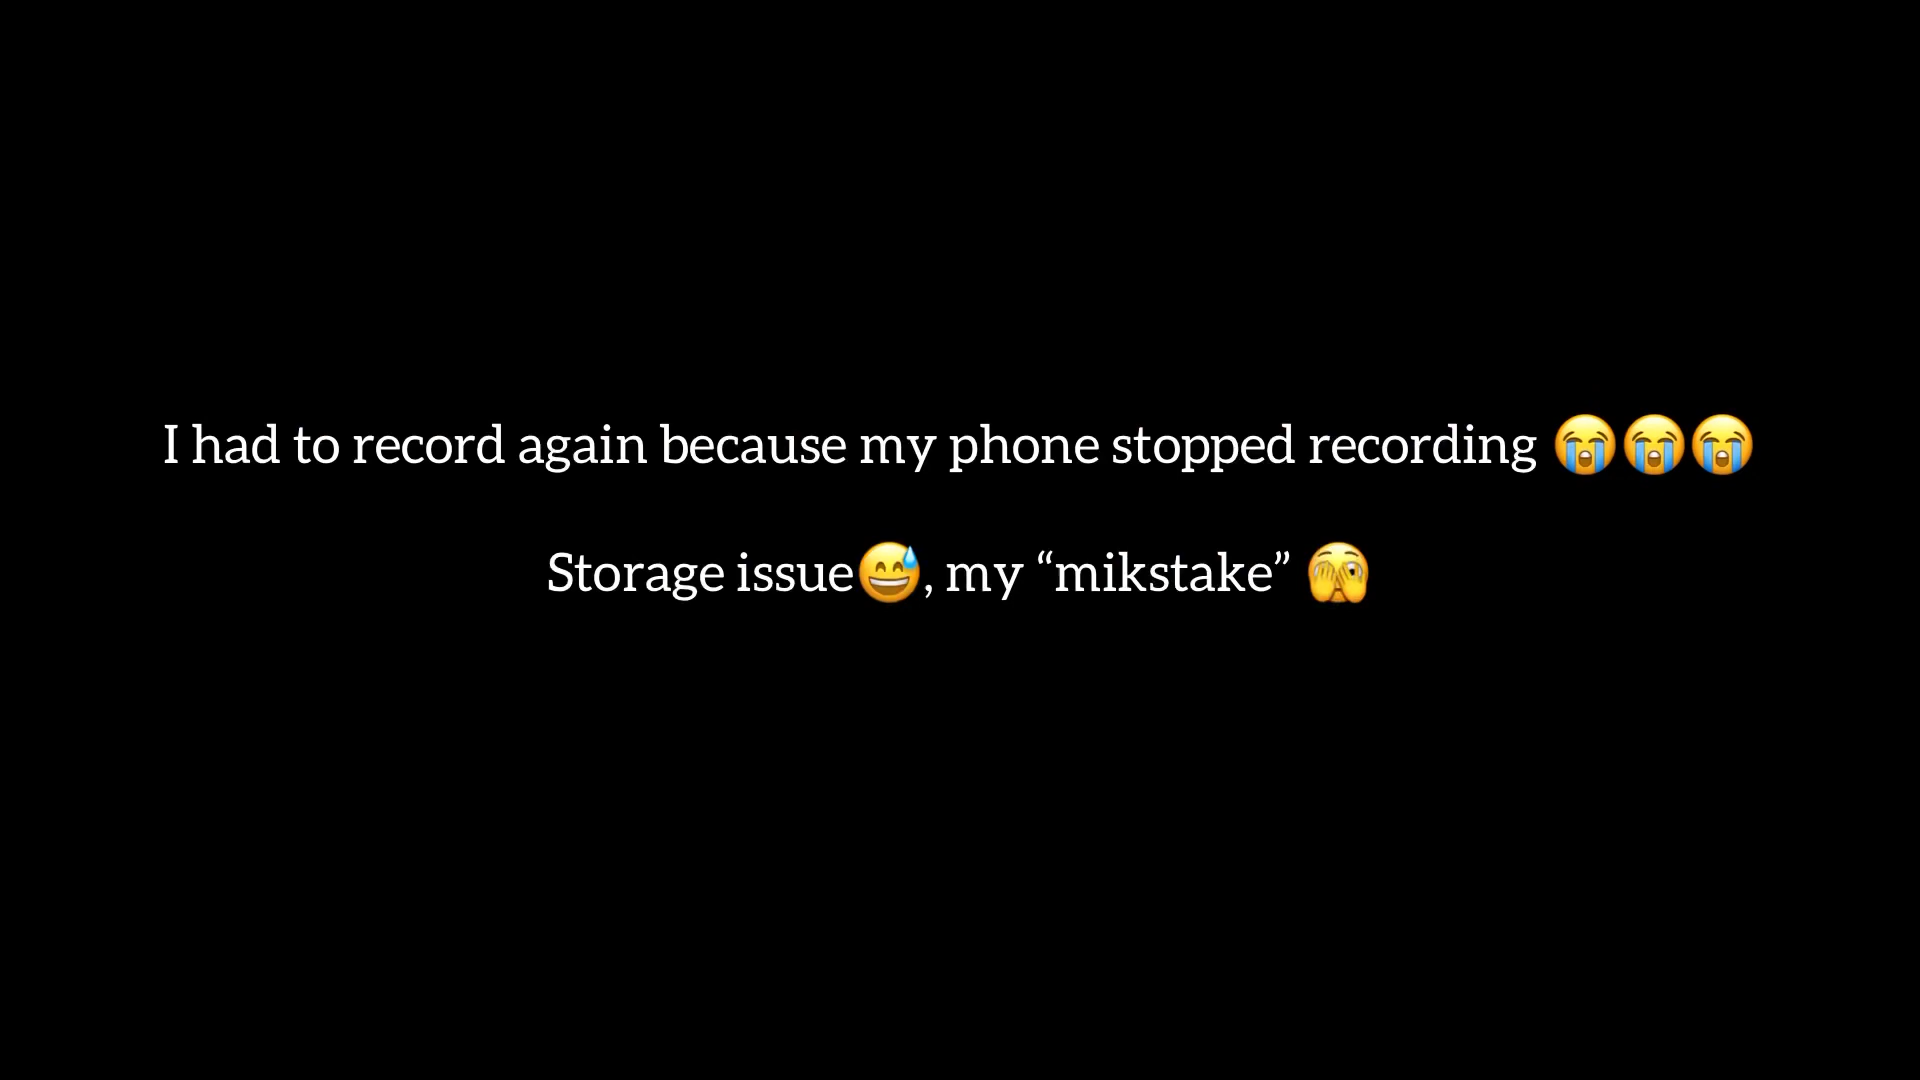 I had to record again because my phone stopped recording 😭😭😭
Storage issue😅, my “mikstake” 🫣